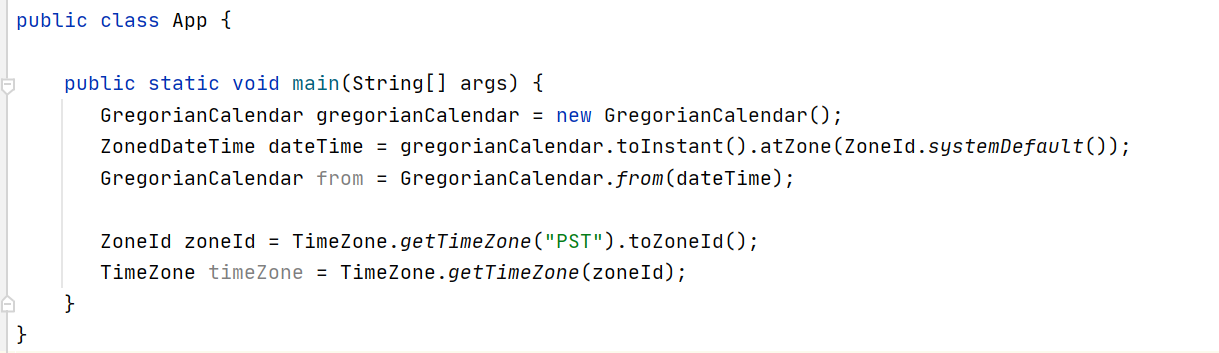 public class App {
public static void main(String[] args) {
GregorianCalendar gregorianCalendar = new GregorianCalendar();
ZonedDateTime dateTime = gregorianCalendar.toInstant().atZone(ZoneId.systemDefault());
GregorianCalendar from = GregorianCalendar.from(dateTime);
ZoneId zoneId = TimeZone.getTimeZone("PST").toZoneId();
TimeZone timeZone = TimeZone.getTimeZone(zoneId);
}
}